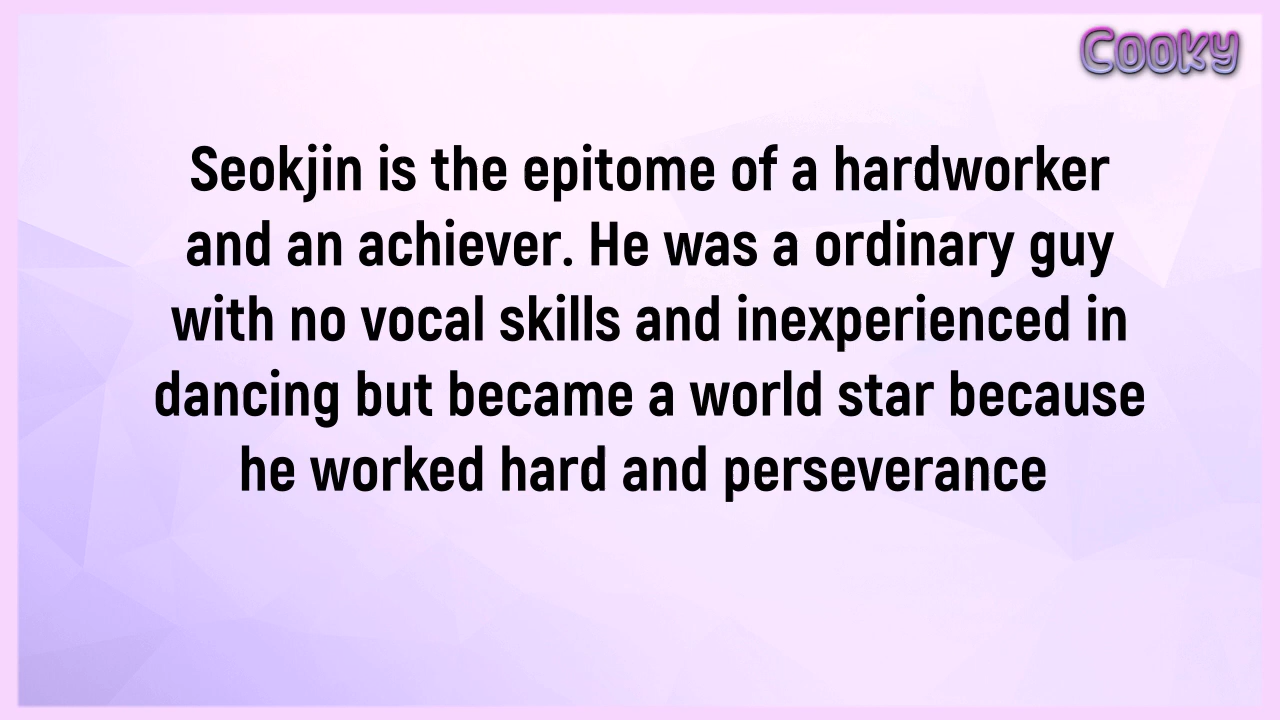 Cooky
Seokjin is the epitome of a hardworker
and an achiever. He was a ordinary guy
with no vocal skills and inexperienced in
dancing but became a world star because
he worked hard and perseverance